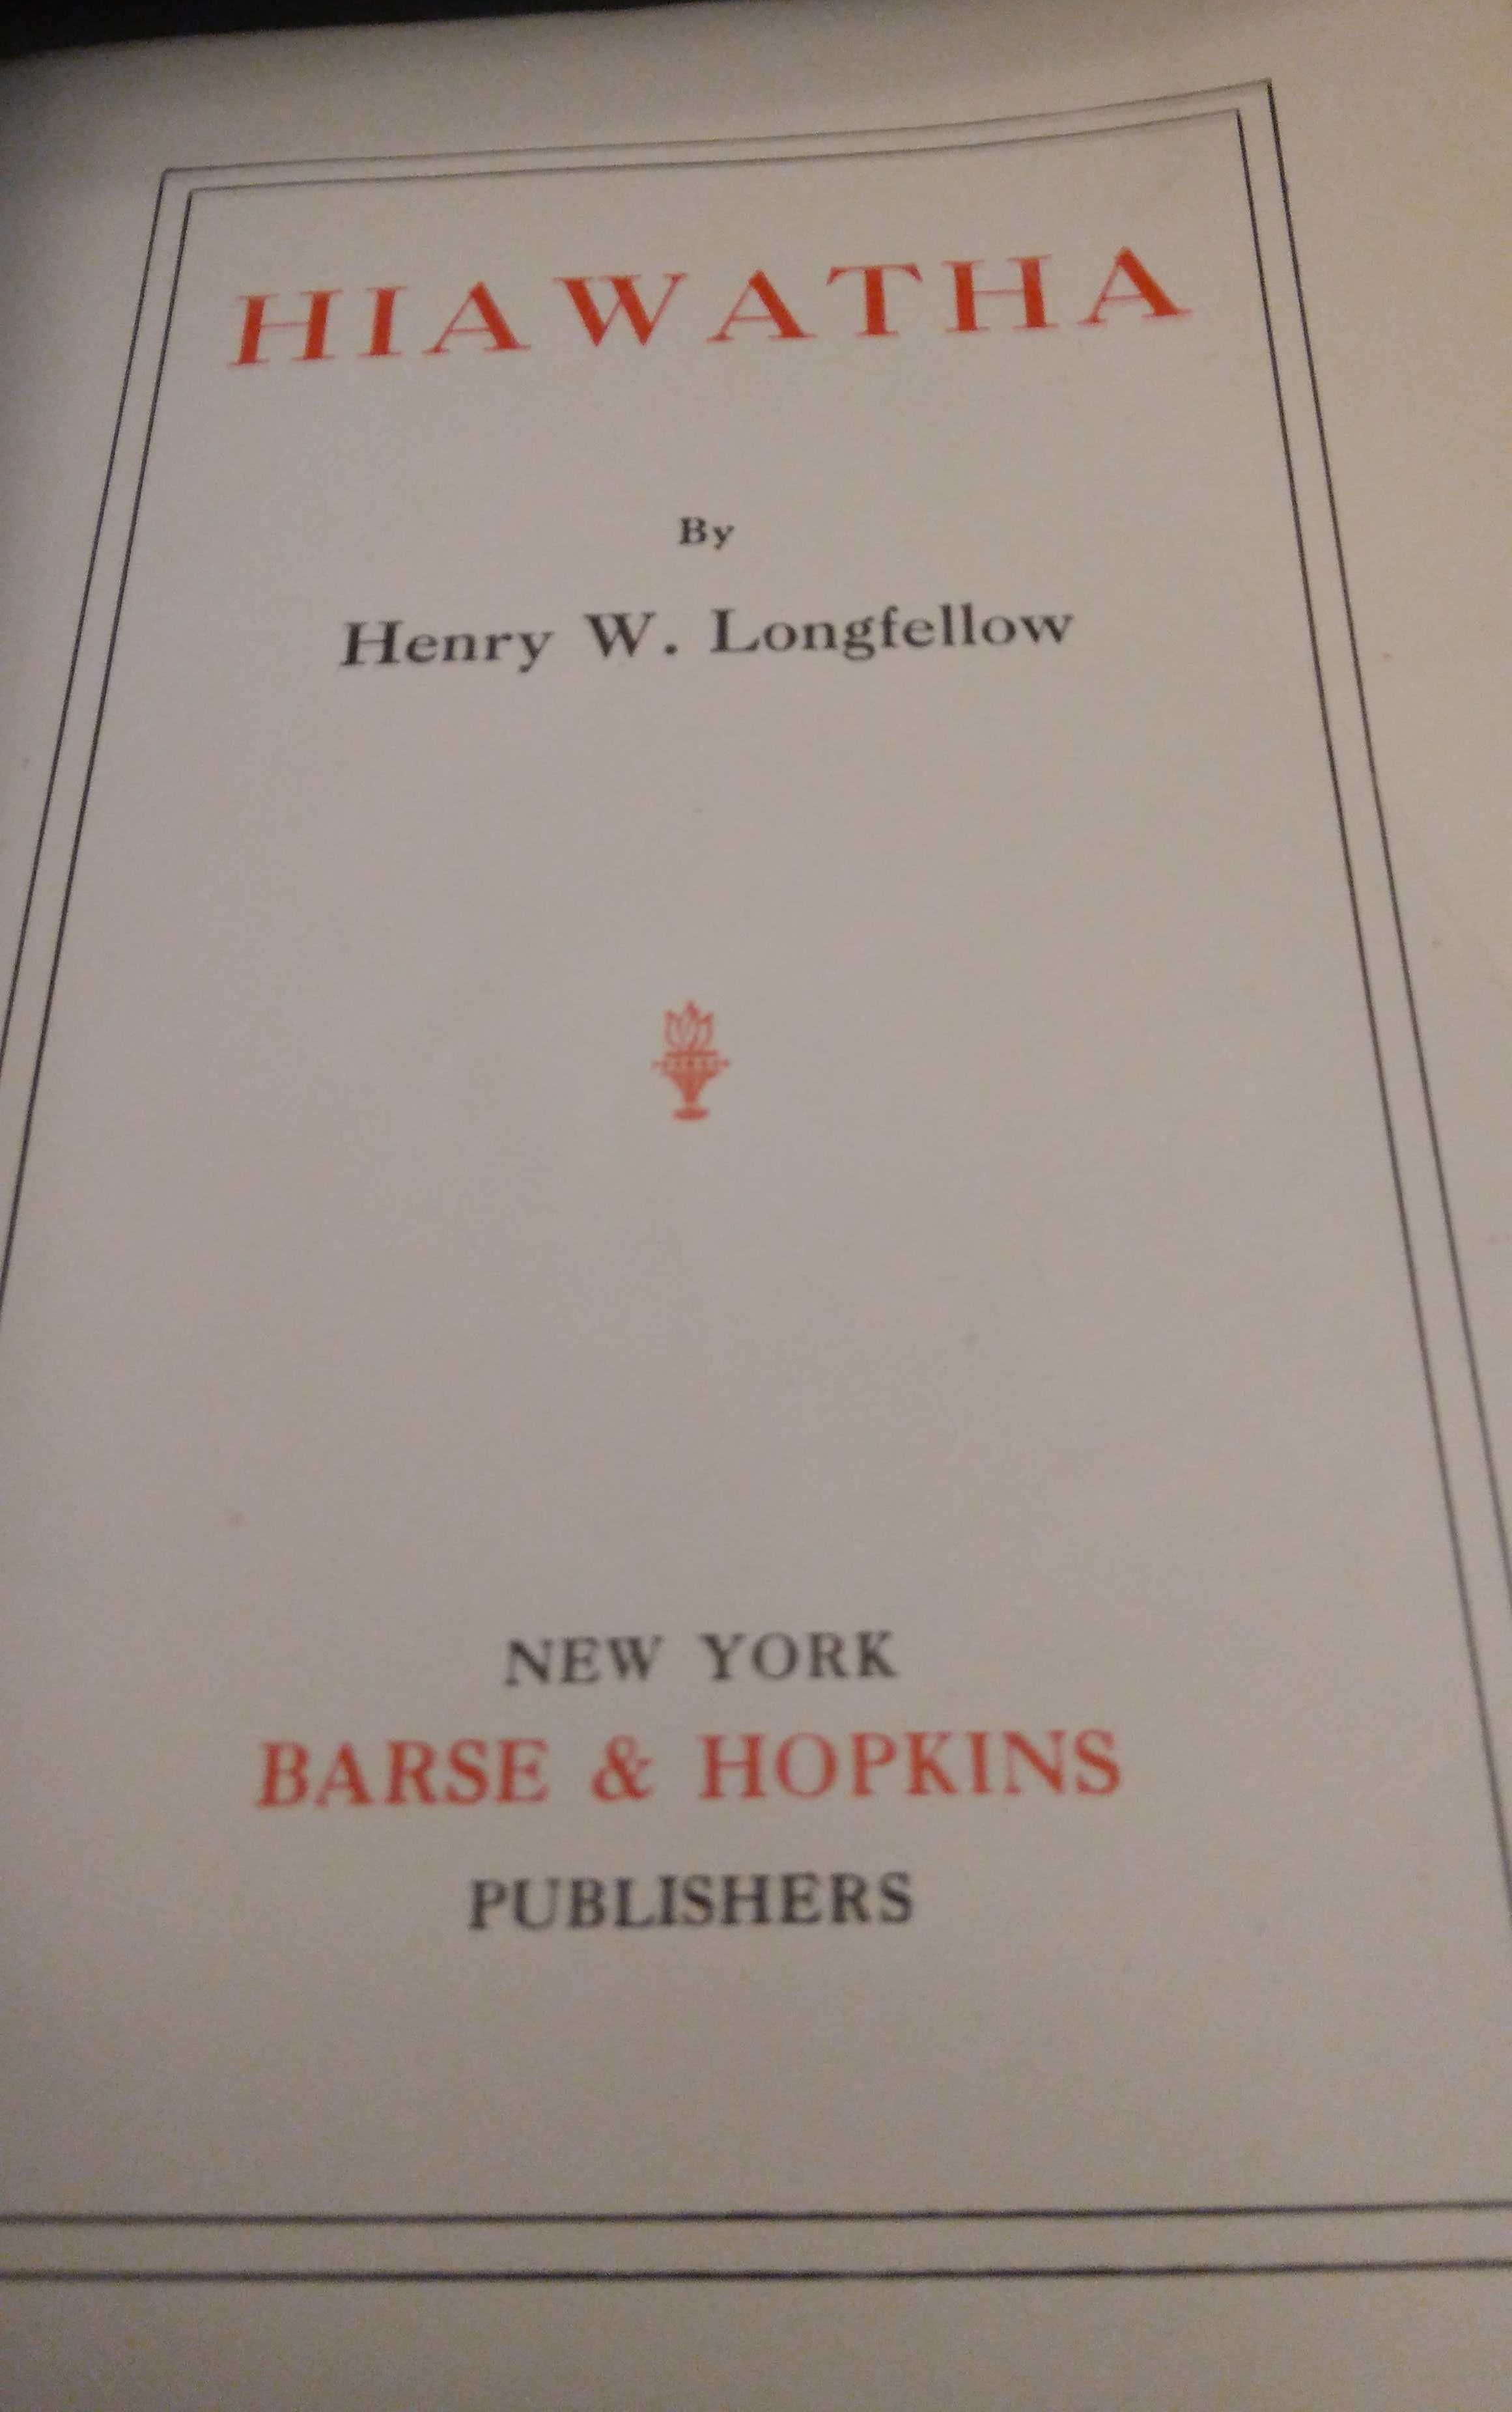 HIAWATHA
By
Henry W. Longfellow
NEW YORK
BARSE & HOPKINS
PUBLISHERS